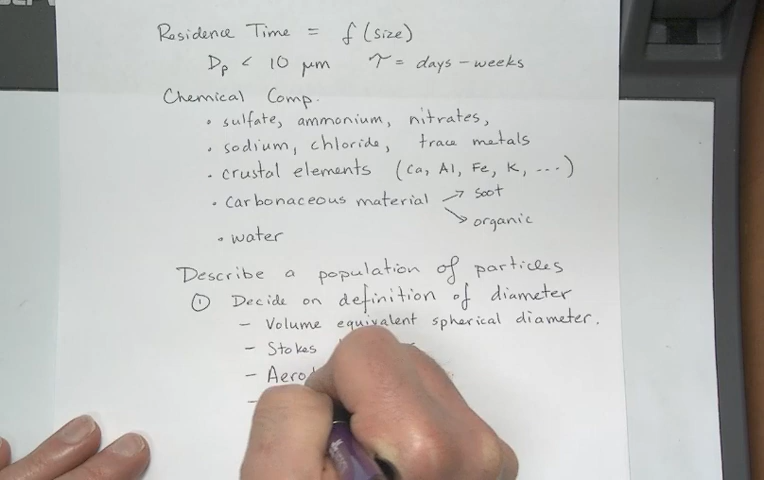 Residence Time = f(size)
Dp < 10 μm τ = days - weeks
Chemical Comp.
• sulfate, ammonium, nitrates,
• sodium, chloride, trace metals
• crustal elements (Ca, Al, Fe, K, ...)
• Carbonaceous material → soot
→ organic
• water
Describe a population of particles
① Decide on definition of diameter
- Volume equivalent spherical diameter.
- Stokes
-
-